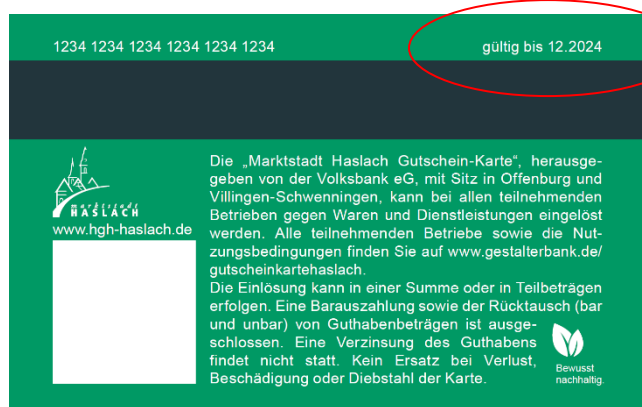 1234 1234 1234 1234 1234 1234
gültig bis 12.2024
marktstadt
HASLACH
www.hgh-haslach.de
Die „Marktstadt Haslach Gutschein-Karte“, herausge-
geben von der Volksbank eG, mit Sitz in Offenburg und
Villingen-Schwenningen, kann bei allen teilnehmenden
Betrieben gegen Waren und Dienstleistungen eingelöst
werden. Alle teilnehmenden Betriebe sowie die Nut-
zungsbedingungen finden Sie auf www.gestalterbank.de/
gutscheinkartehaslach.
Die Einlösung kann in einer Summe oder in Teilbeträgen
erfolgen. Eine Barauszahlung sowie der Rücktausch (bar
und unbar) von Guthabenbeträgen ist ausge-
schlossen. Eine Verzinsung des Guthabens
findet nicht statt. Kein Ersatz bei Verlust,
Beschädigung oder Diebstahl der Karte.
Bewusst
nachhaltig.